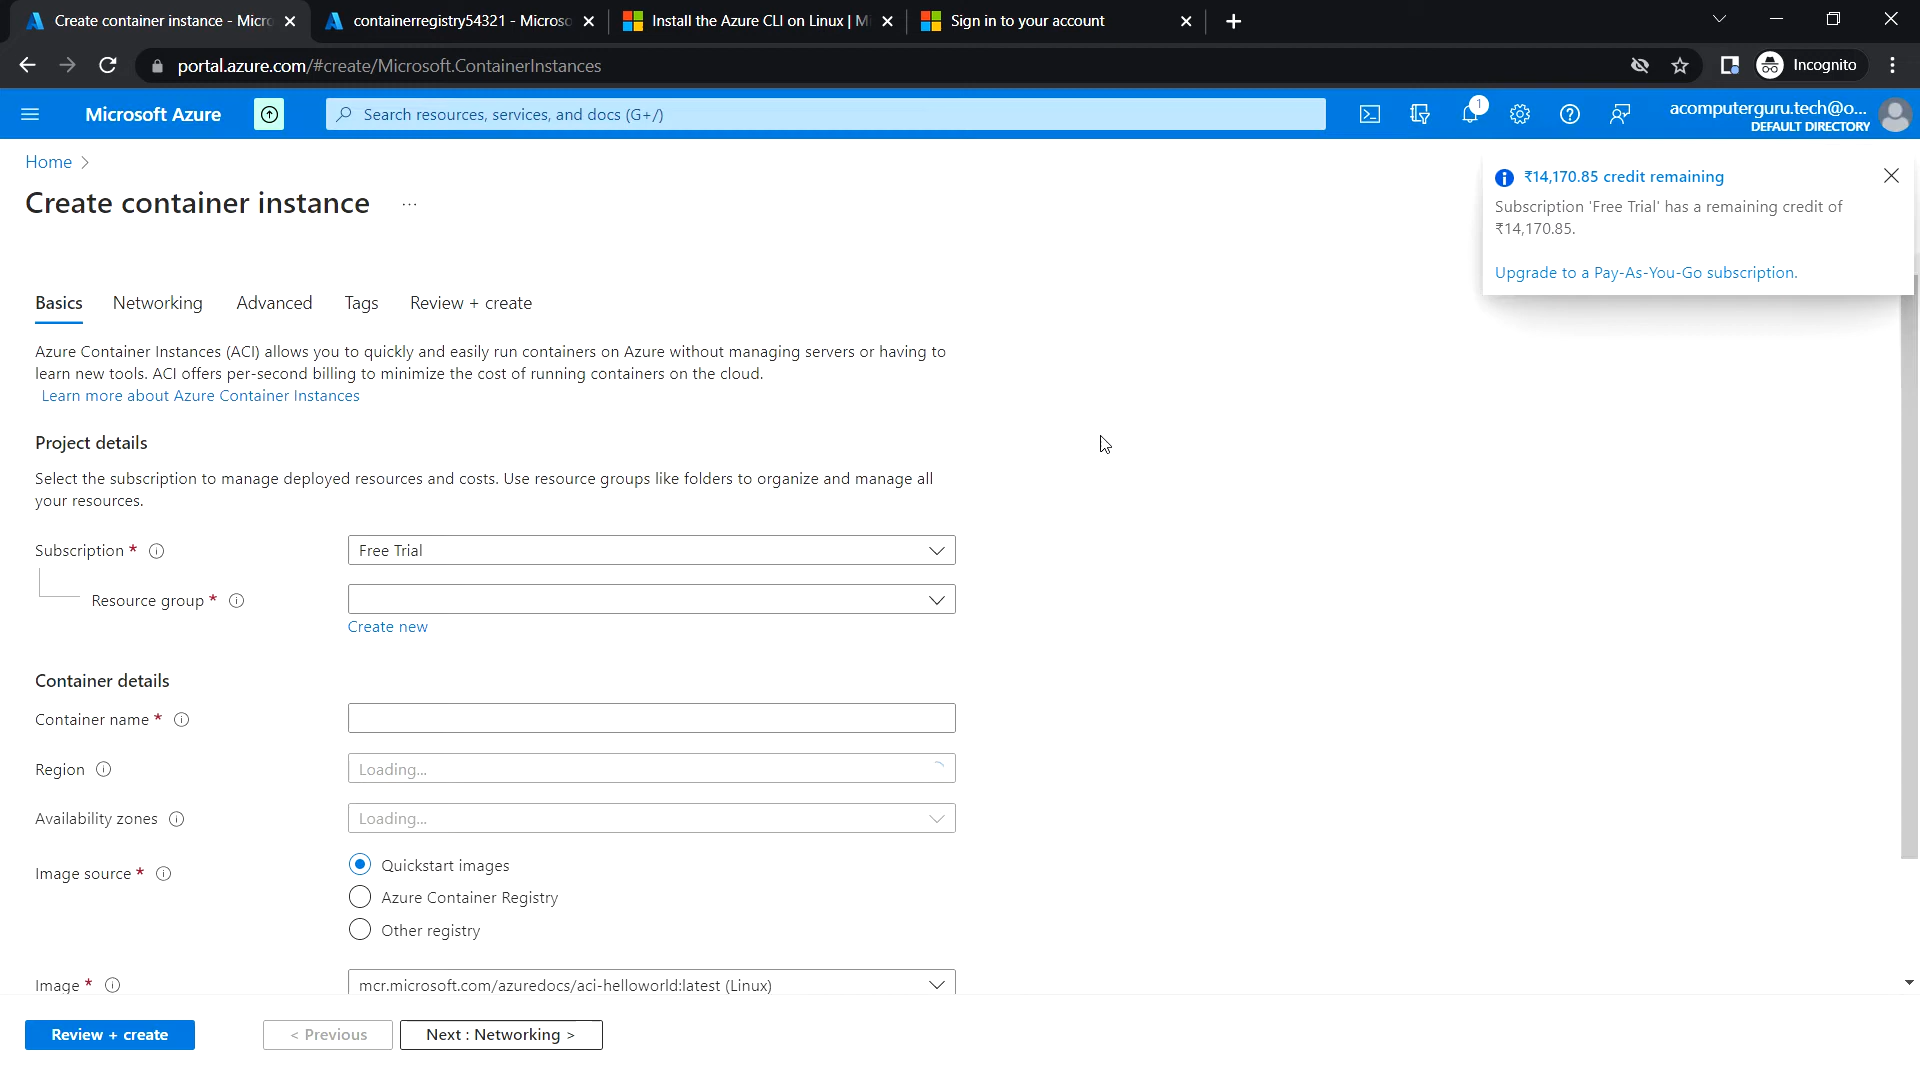 Create container instance - Micro
containerregistry54321 - Microso
Install the Azure CLI on Linux | Mi
Sign in to your account
portal.azure.com/#create/Microsoft.ContainerInstances
Incognito
Microsoft Azure
Search resources, services, and docs (G+/)
1
acomputerguru.tech@o...
DEFAULT DIRECTORY
Home
Create container instance
...
₹14,170.85 credit remaining
Subscription 'Free Trial' has a remaining credit of
₹14,170.85.
Upgrade to a Pay-As-You-Go subscription.
Basics Networking Advanced Tags Review + create
Azure Container Instances (ACI) allows you to quickly and easily run containers on Azure without managing servers or having to
learn new tools. ACI offers per-second billing to minimize the cost of running containers on the cloud.
Learn more about Azure Container Instances
Project details
Select the subscription to manage deployed resources and costs. Use resource groups like folders to organize and manage all
your resources.
Subscription *
Free Trial
Resource group *
Create new
Container details
Container name *
Region
Loading...
Availability zones
Loading...
Image source *
Quickstart images
Azure Container Registry
Other registry
Image *
mcr.microsoft.com/azuredocs/aci-helloworld:latest (Linux)
Review + create
< Previous
Next : Networking >